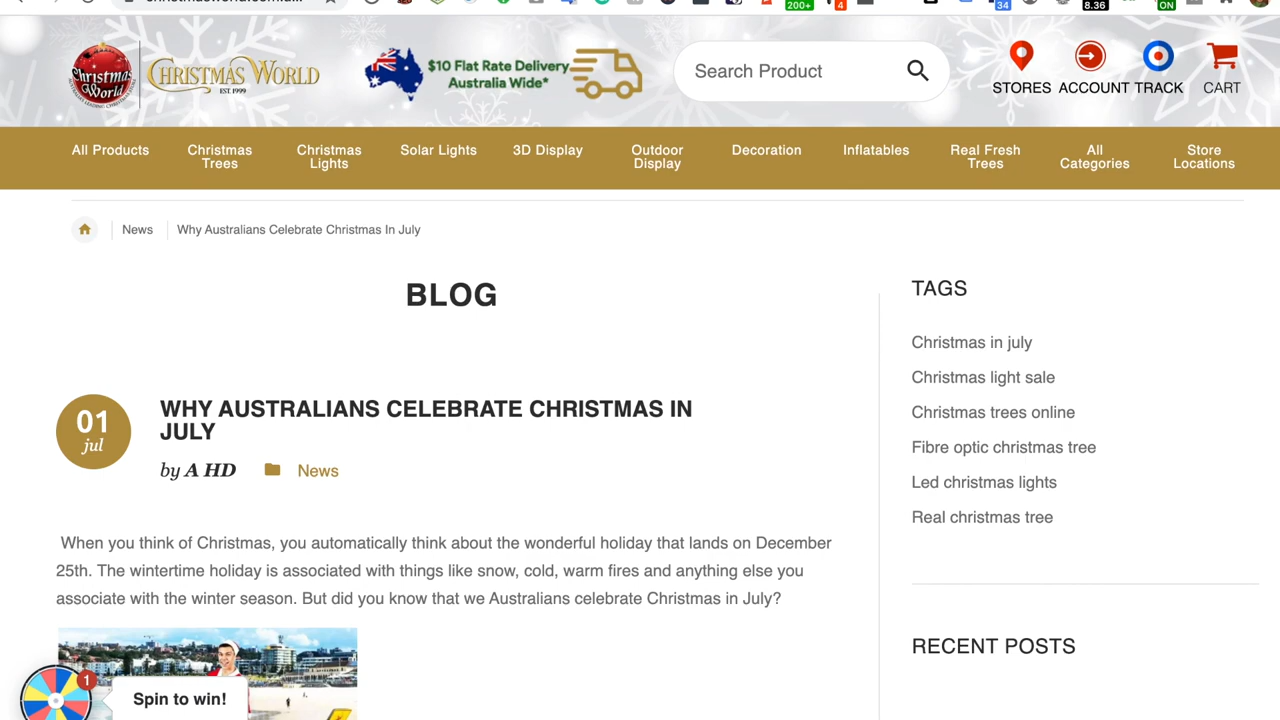 200+
4
34
8.36
ON
Christmas
World
CHRISTMAS WORLD
EST. 1999
$10 Flat Rate Delivery
Australia Wide*
Search Product
STORES
ACCOUNT
TRACK
CART
All Products
Christmas
Trees
Christmas
Lights
Solar Lights
3D Display
Outdoor
Display
Decoration
Inflatables
Real Fresh
Trees
All
Categories
Store
Locations
News
Why Australians Celebrate Christmas In July
BLOG
01
jul
WHY AUSTRALIANS CELEBRATE CHRISTMAS IN
JULY
by A HD
News
When you think of Christmas, you automatically think about the wonderful holiday that lands on December
25th. The wintertime holiday is associated with things like snow, cold, warm fires and anything else you
associate with the winter season. But did you know that we Australians celebrate Christmas in July?
1
Spin to win!
TAGS
Christmas in july
Christmas light sale
Christmas trees online
Fibre optic christmas tree
Led christmas lights
Real christmas tree
RECENT POSTS